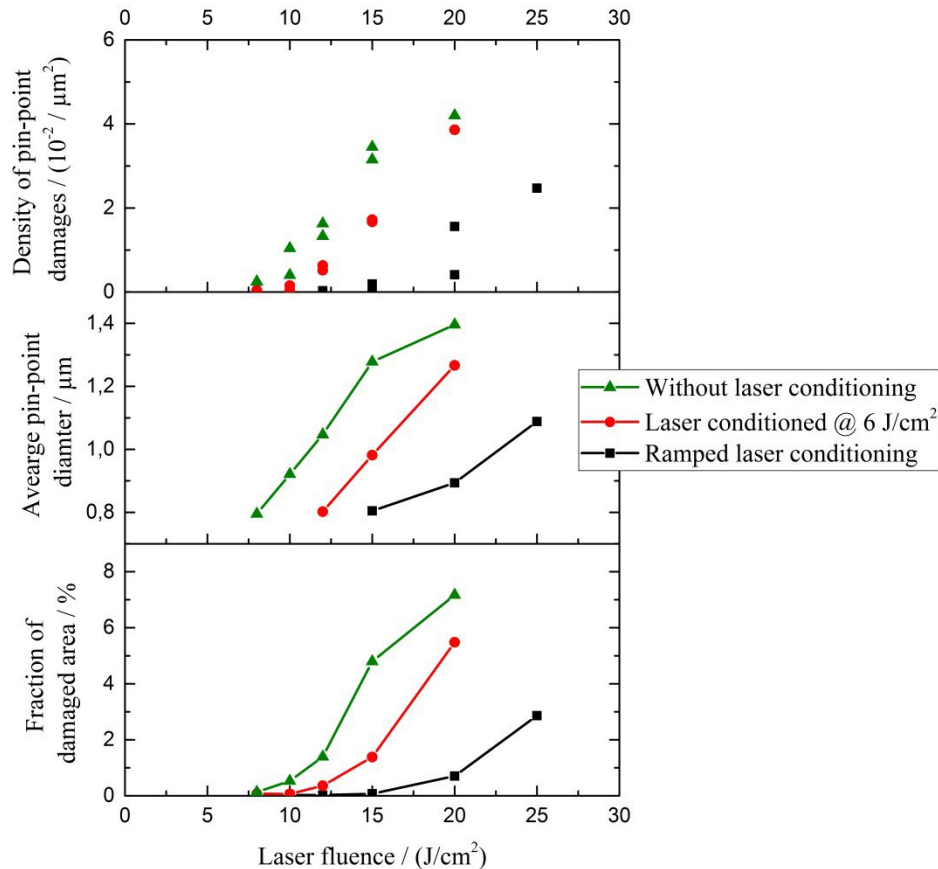 0 5 10 15 20 25 30
6
4
2
0
Density of pin-point
damages / (10⁻² / μm²)
1,4
1,2
1,0
0,8
Avearge pin-point
dianter / μm
Without laser conditioning
Laser conditioned @ 6 J/cm²
Ramped laser conditioning
8
6
4
2
0
Fraction of
damaged area / %
0 5 10 15 20 25 30
Laser fluence / (J/cm²)